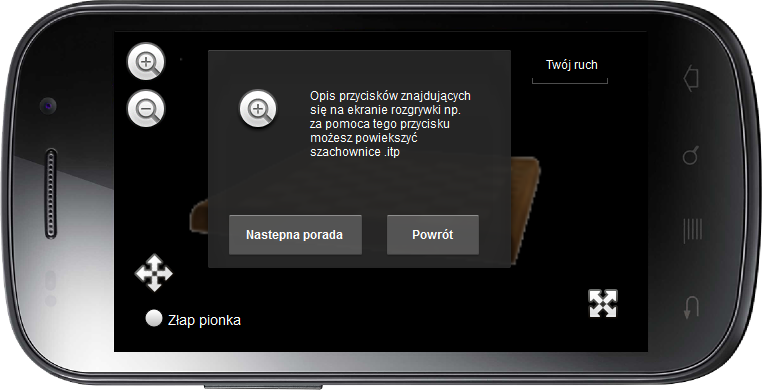 Twój ruch
Opis przycisków znajdujących
się na ekranie rozgrywki np.
za pomoca tego przycisku
możesz powiekszyć
szachownice .itp
Nastepna porada
Powrót
Złap pionka